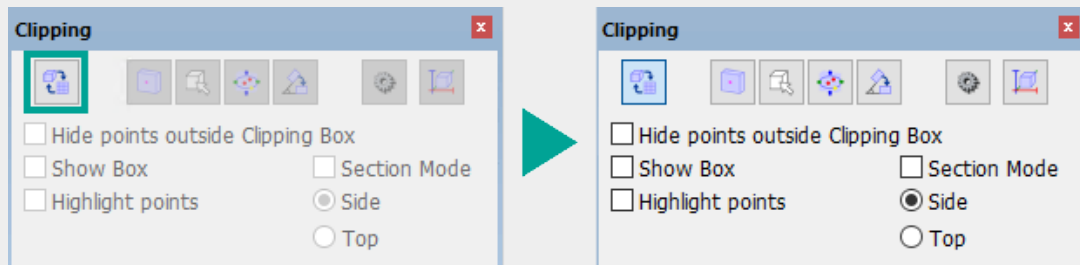 Clipping
x
Hide points outside Clipping Box
Show Box
Section Mode
Highlight points
Side
Top
Clipping
x
Hide points outside Clipping Box
Show Box
Section Mode
Highlight points
Side
Top